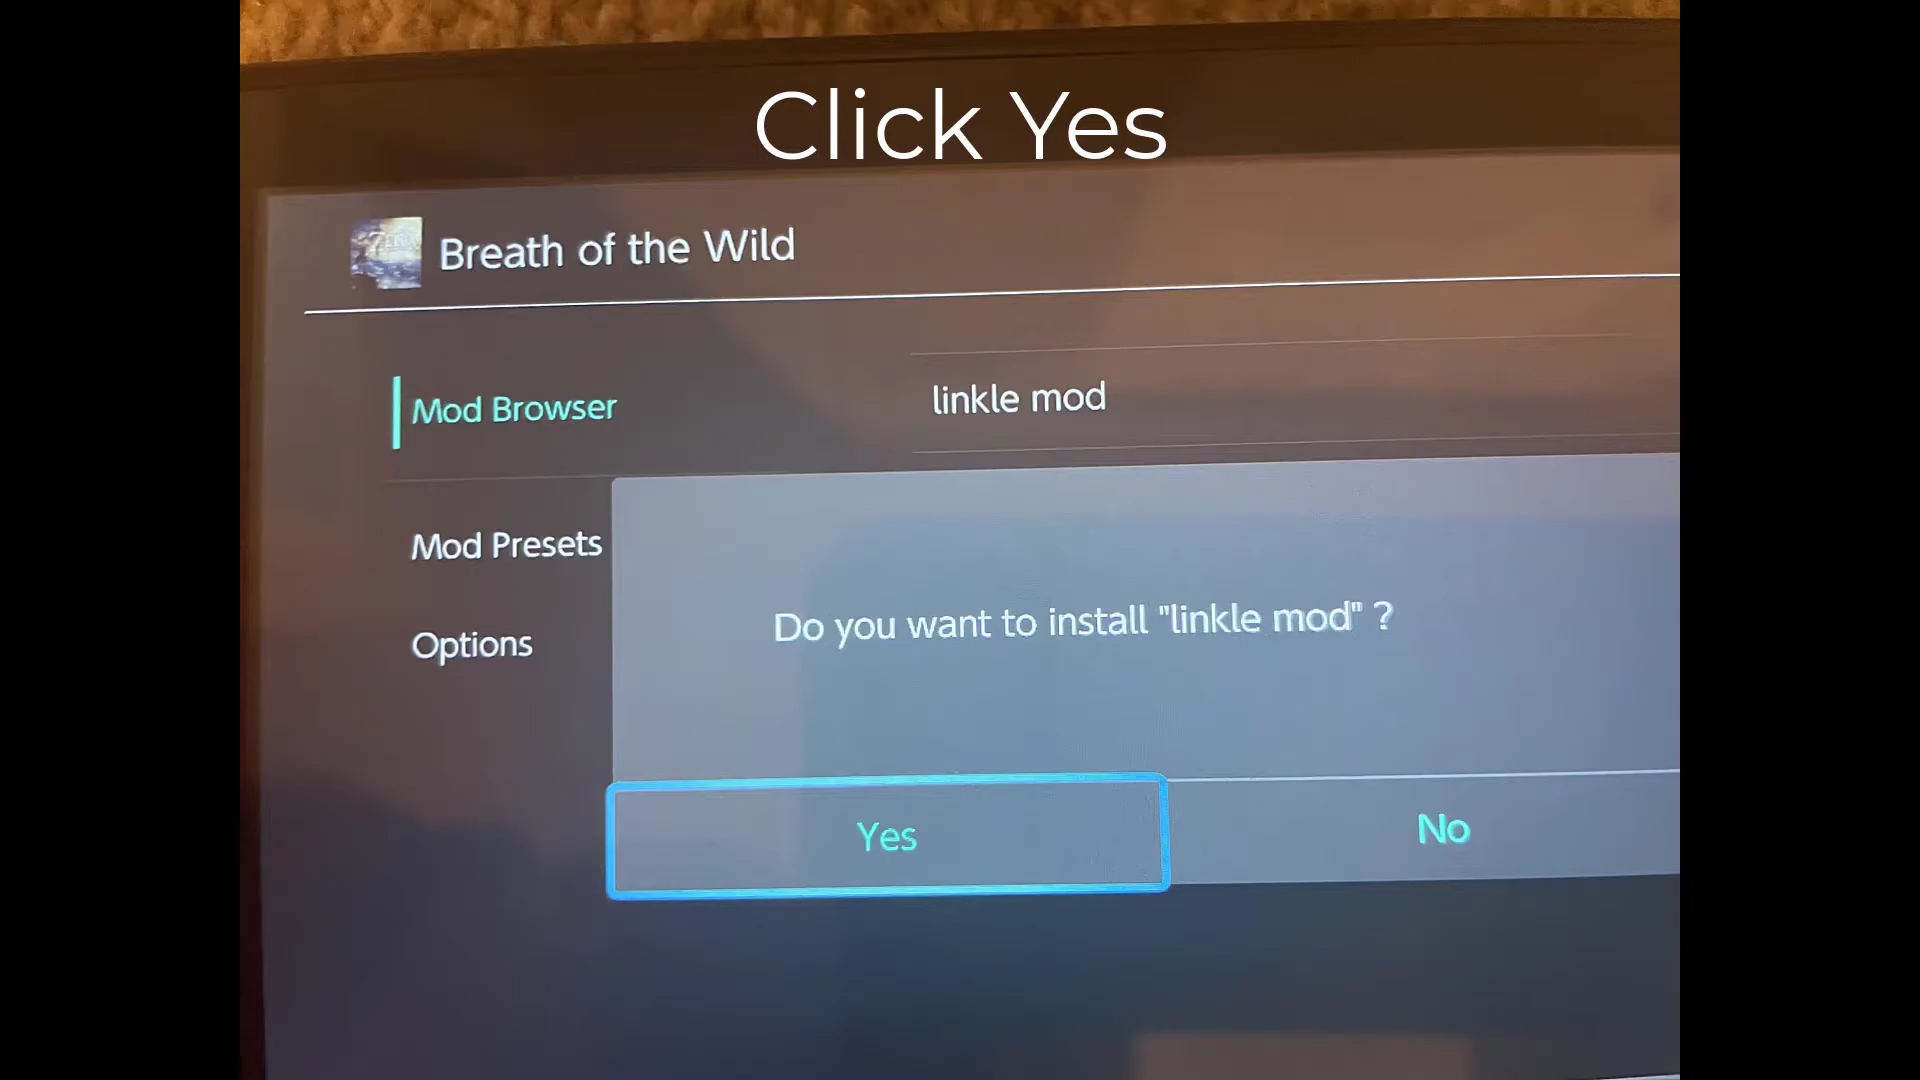 Click Yes
ZELDA
Breath of the Wild
Mod Browser
linkle mod
Mod Presets
Do you want to install "linkle mod" ?
Options
Yes
No